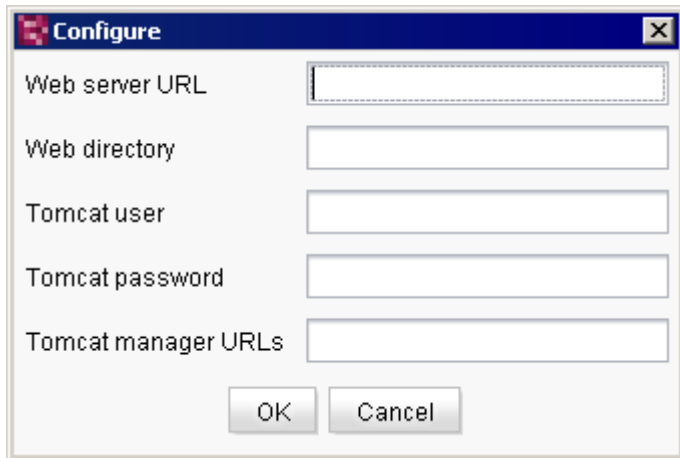 Configure
Web server URL
Web directory
Tomcat user
Tomcat password
Tomcat manager URLs
OK Cancel